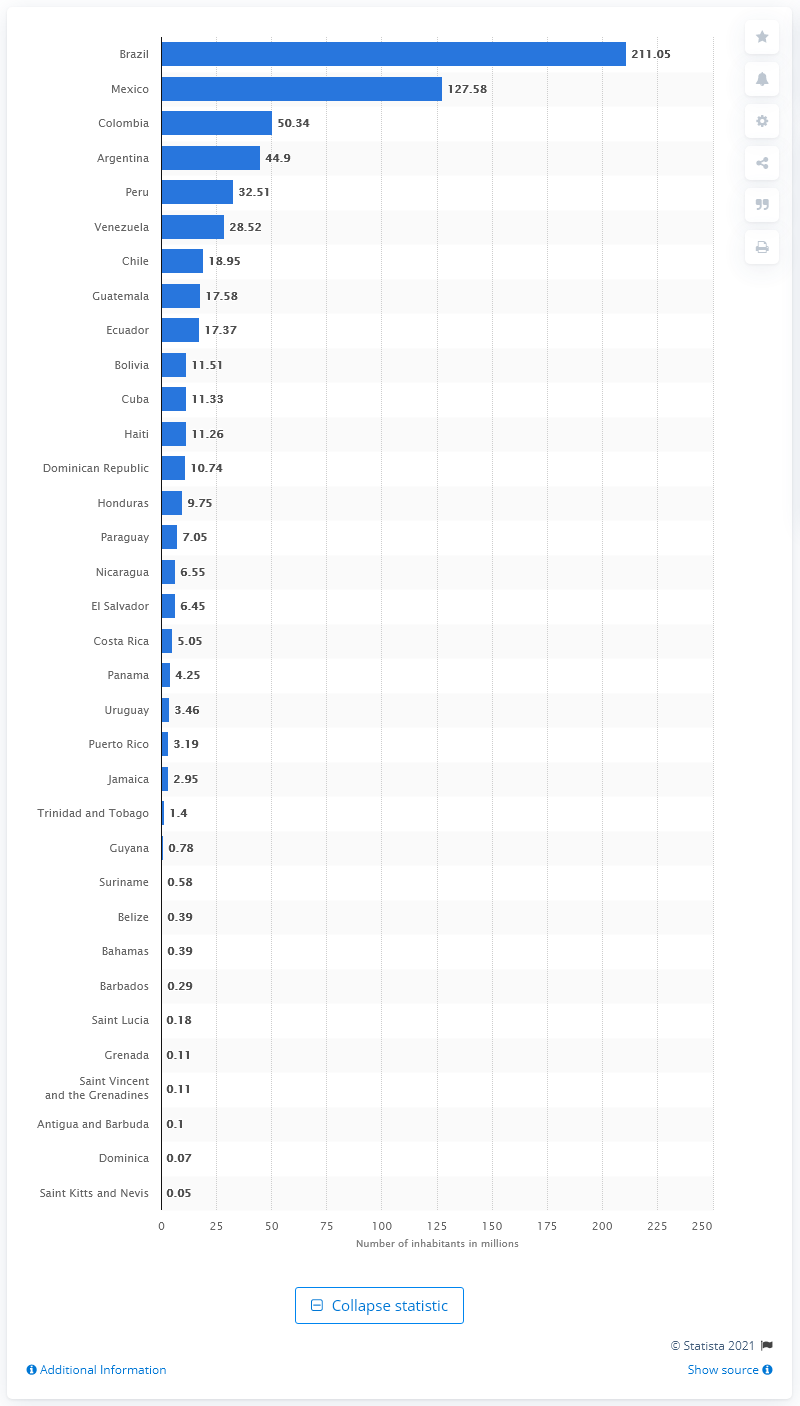 Brazil 211.05
Mexico 127.58
Colombia 50.34
Argentina 44.9
Peru 32.51
Venezuela 28.52
Chile 18.95
Guatemala 17.58
Ecuador 17.37
Bolivia 11.51
Cuba 11.33
Haiti 11.26
Dominican Republic 10.74
Honduras 9.75
Paraguay 7.05
Nicaragua 6.55
El Salvador 6.45
Costa Rica 5.05
Panama 4.25
Uruguay 3.46
Puerto Rico 3.19
Jamaica 2.95
Trinidad and Tobago 1.4
Guyana 0.78
Suriname 0.58
Belize 0.39
Bahamas 0.39
Barbados 0.29
Saint Lucia 0.18
Grenada 0.11
Saint Vincent
and the Grenadines 0.11
Antigua and Barbuda 0.1
Dominica 0.07
Saint Kitts and Nevis 0.05
0 25 50 75 100 125 150 175 200 225 250
Number of inhabitants in millions
Collapse statistic
© Statista 2021
Additional Information Show source